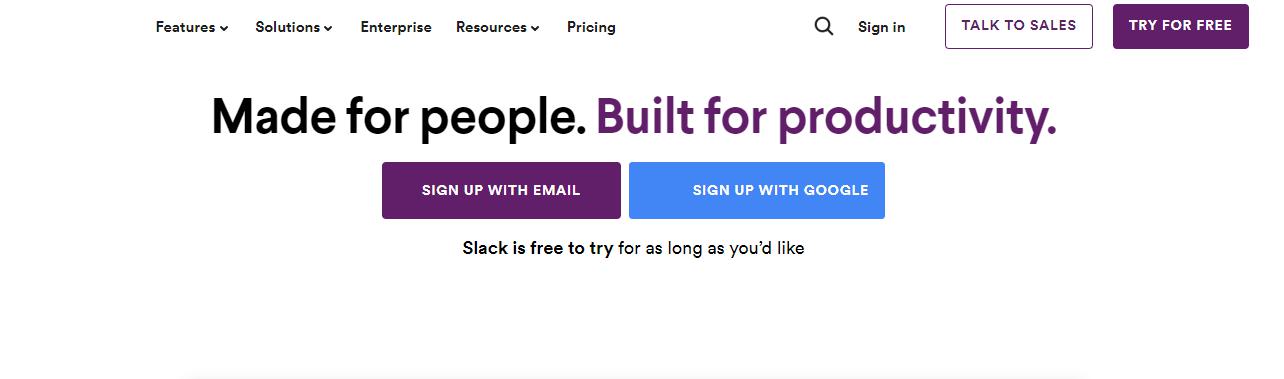 Features Solutions Enterprise Resources Pricing Sign in TALK TO SALES TRY FOR FREE
Made for people. Built for productivity.
SIGN UP WITH EMAIL SIGN UP WITH GOOGLE
Slack is free to try for as long as you’d like